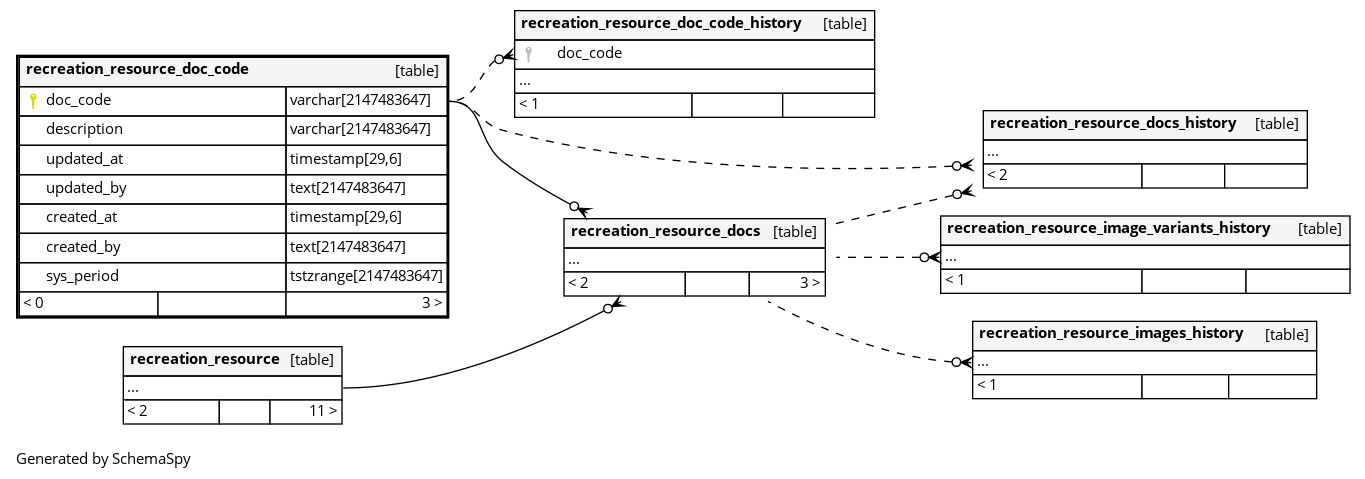 recreation_resource_doc_code [table]
doc_code varchar[2147483647]
description varchar[2147483647]
updated_at timestamp[29,6]
updated_by text[2147483647]
created_at timestamp[29,6]
created_by text[2147483647]
sys_period tstzrange[2147483647]
< 0 3 >
recreation_resource_doc_code_history [table]
doc_code
...
< 1
recreation_resource_docs_history [table]
...
< 2
recreation_resource_docs [table]
...
< 2 3 >
recreation_resource_image_variants_history [table]
...
< 1
recreation_resource_images_history [table]
...
< 1
recreation_resource [table]
...
< 2 11 >
Generated by SchemaSpy